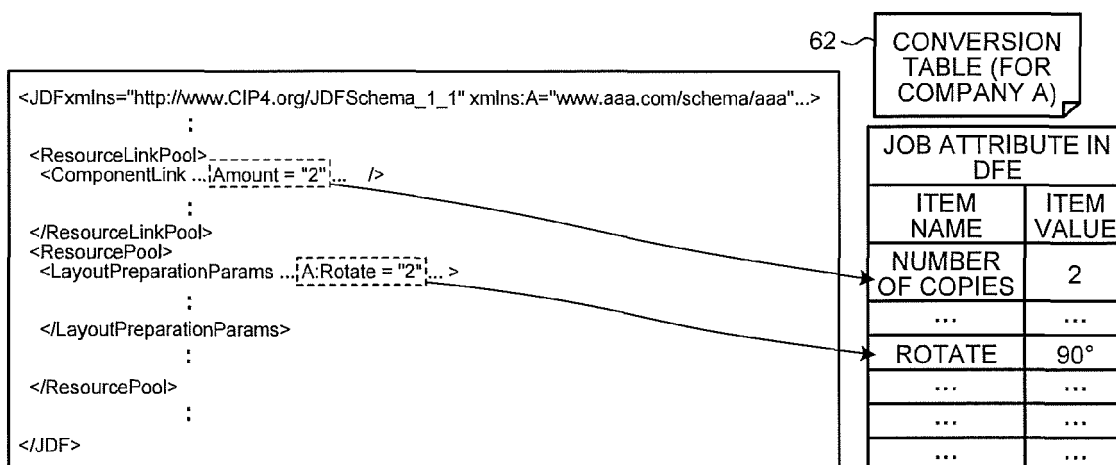 62
CONVERSION
TABLE (FOR
COMPANY A)
<JDFxmlns="http://www.CIP4.org/JDFSchema_1_1" xmlns:A="www.aaa.com/schema/aaa"...>
:
<ResourceLinkPool>
<ComponentLink ... Amount = "2" ... />
:
</ResourceLinkPool>
<ResourcePool>
<LayoutPreparationParams ... A:Rotate = "2" ... >
:
</LayoutPreparationParams>
:
</ResourcePool>
:
</JDF>
JOB ATTRIBUTE IN
DFE
ITEM NAME ITEM VALUE
NUMBER OF COPIES 2
... ...
ROTATE 90°
... ...
... ...
... ...